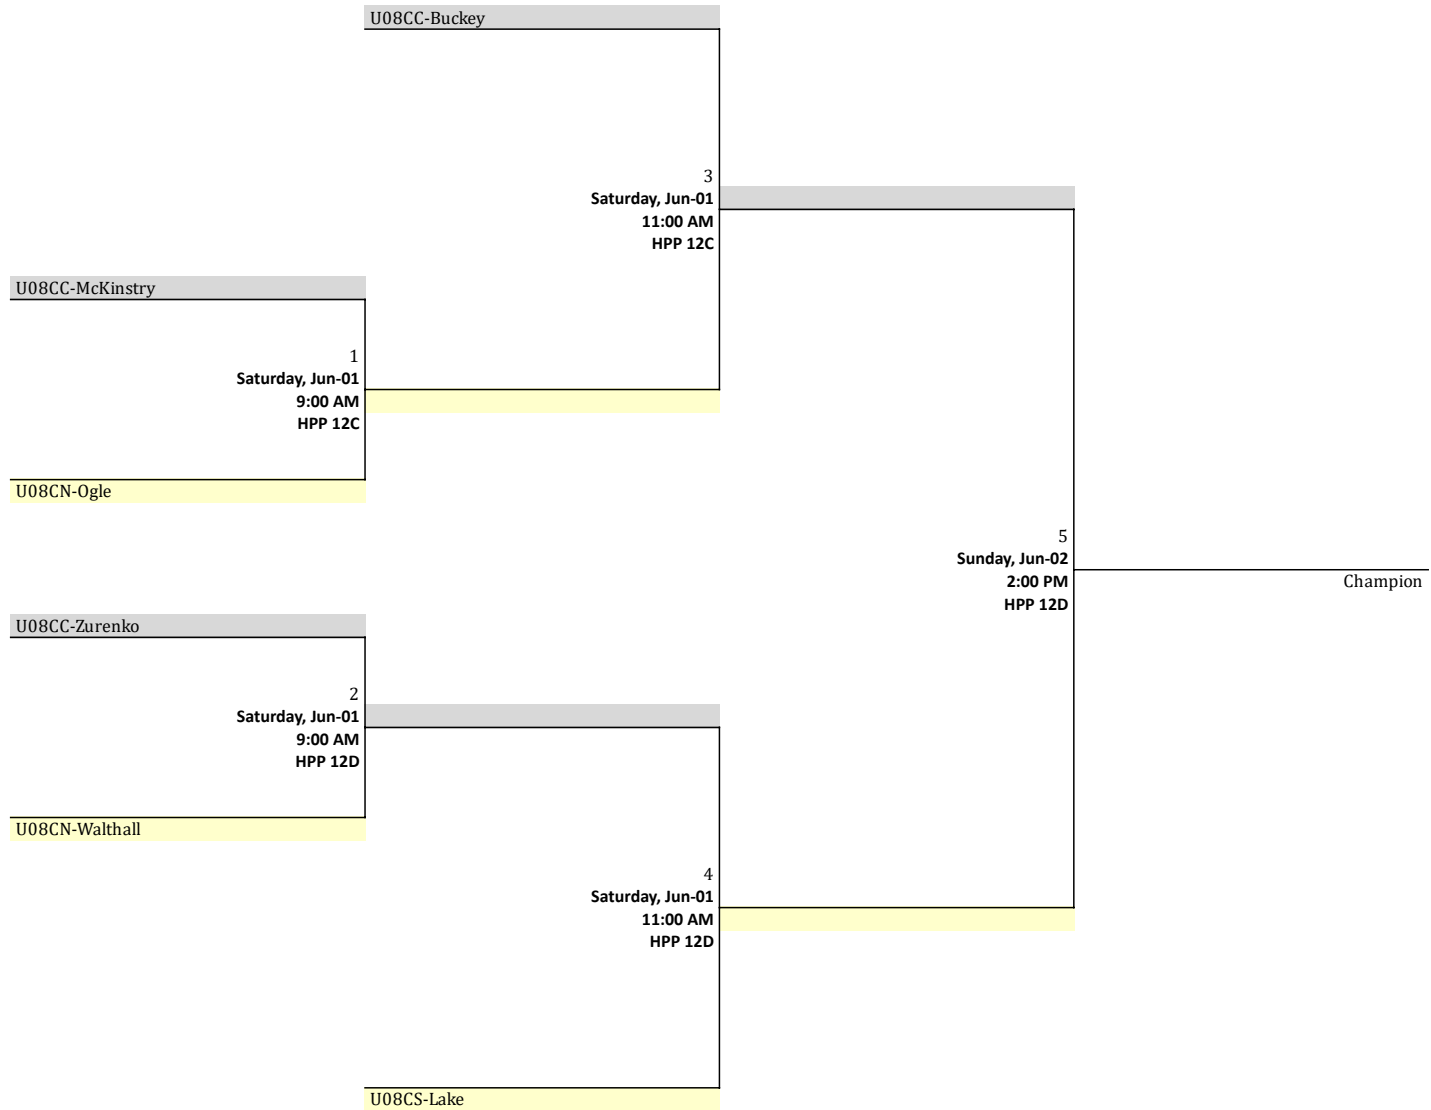 U08CC-Buckey
3
Saturday, Jun-01
11:00 AM
HPP 12C
U08CC-McKinstry
1
Saturday, Jun-01
9:00 AM
HPP 12C
U08CN-Ogle
5
Sunday, Jun-02
2:00 PM
HPP 12D
Champion
U08CC-Zurenko
2
Saturday, Jun-01
9:00 AM
HPP 12D
U08CN-Walthall
4
Saturday, Jun-01
11:00 AM
HPP 12D
U08CS-Lake